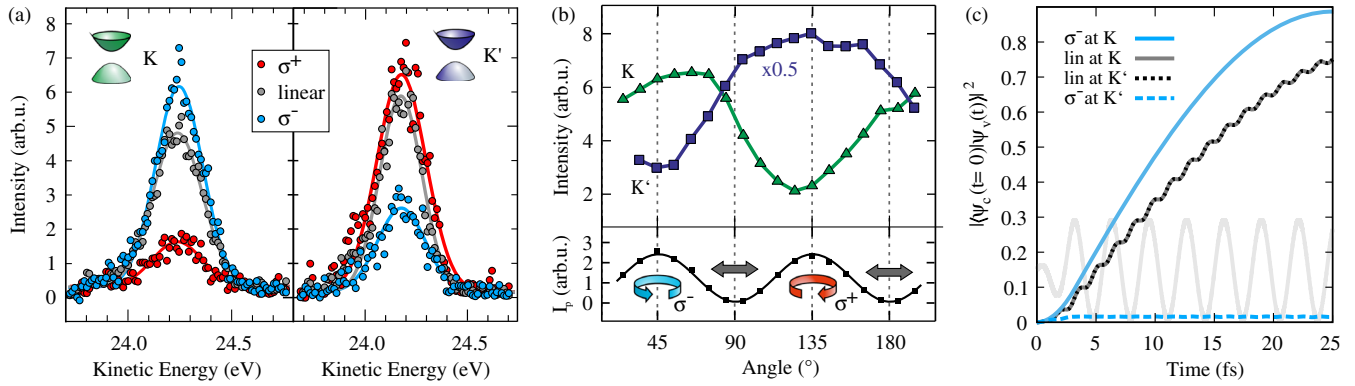 (a)
8
7
6
5
4
3
2
1
0
Intensity (arb.u.)
K
σ+
linear
σ−
K'
24.0
24.5
24.0
24.5
Kinetic Energy (eV)
Kinetic Energy (eV)
(b)
8
6
4
2
Intensity (arb.u.)
K
x0.5
K‘
3
2
1
0
Ip (arb.u.)
σ−
σ+
45
90
135
180
Angle (°)
(c)
0.8
0.7
0.6
0.5
0.4
0.3
0.2
0.1
0
|⟨ψc(t= 0)|ψv(t)⟩|2
σ− at K
lin at K
lin at K‘
σ− at K‘
0
5
10
15
20
25
Time (fs)